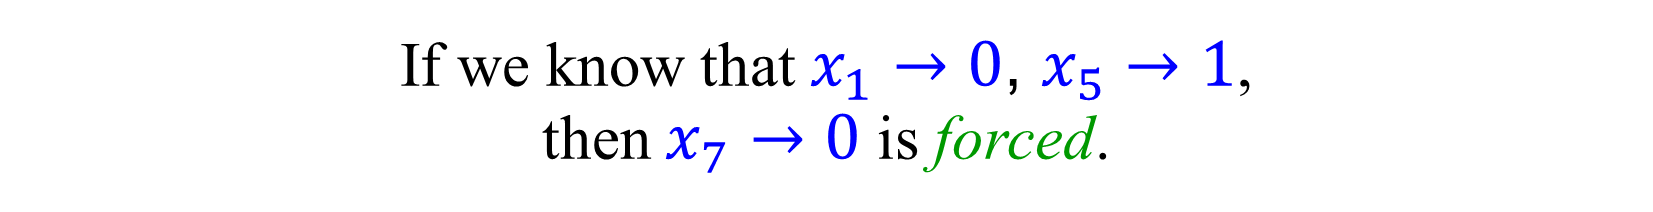 If we know that x₁ → 0, x₅ → 1,
then x₇ → 0 is forced.